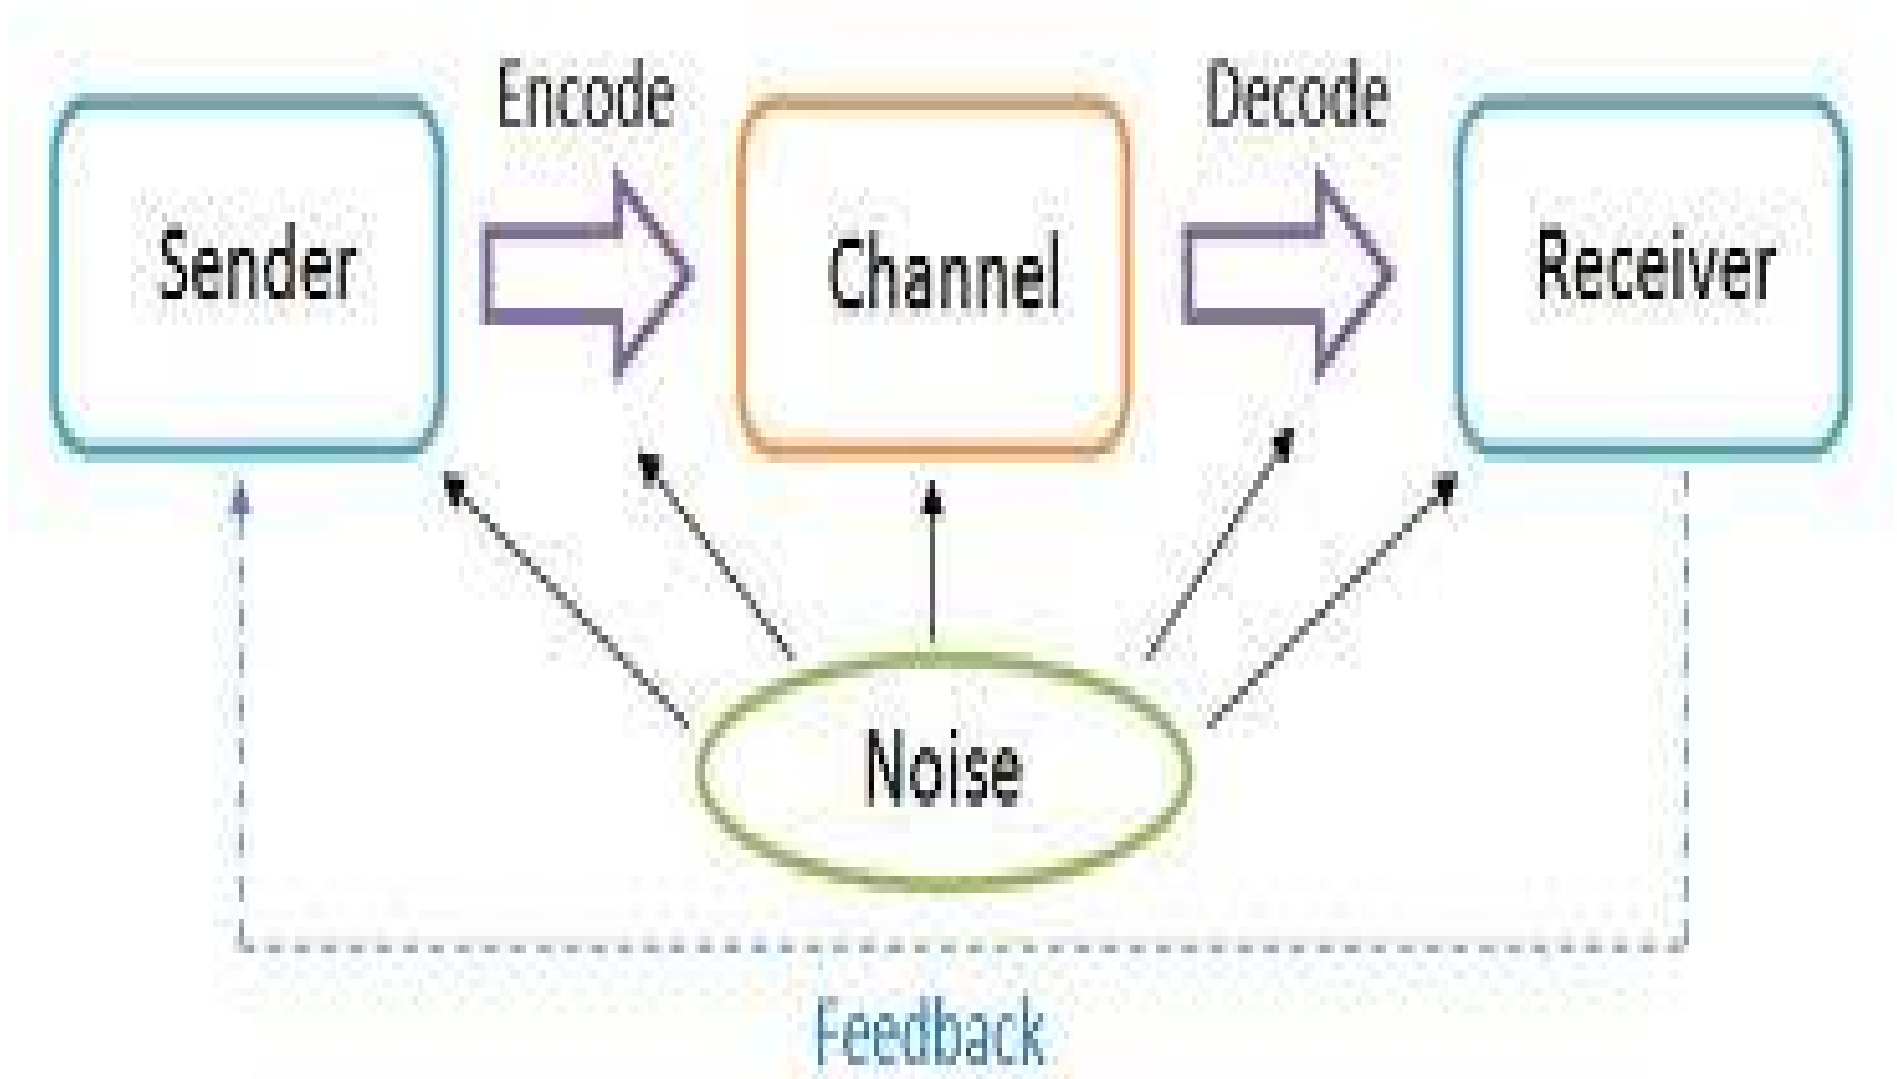 Encode
Decode
Sender
Channel
Receiver
Noise
Feedback